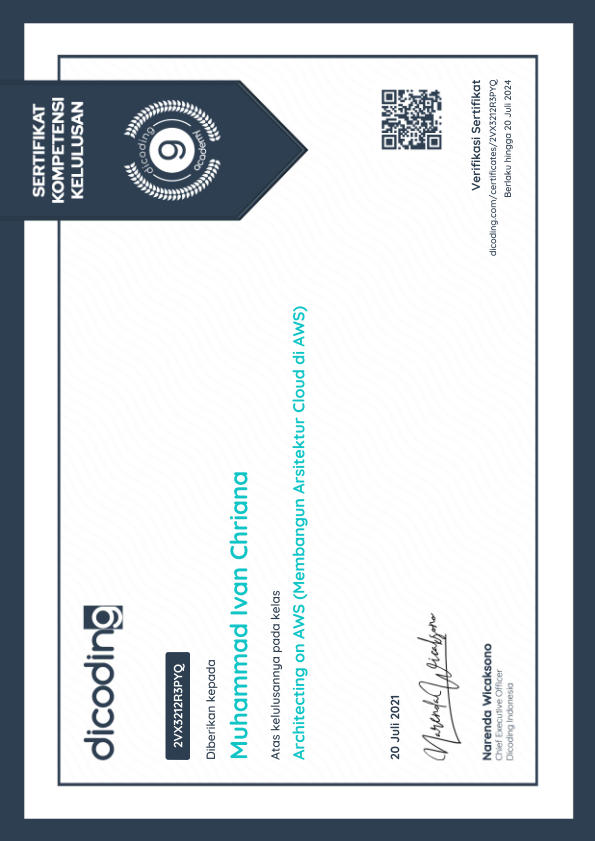 SERTIFIKAT
KOMPETENSI
KELULUSAN
dicoding
dicoding
9
academy
2VX3212R3PYQ
Diberikan kepada
Muhammad Ivan Chriana
Atas kelulusannya pada kelas
Architecting on AWS (Membangun Arsitektur Cloud di AWS)
20 Juli 2021
Narenda Wicaksono
Narenda Wicaksono
Chief Executive Officer
Dicoding Indonesia
Verifikasi Sertifikat
dicoding.com/certificates/2VX3212R3PYQ
Berlaku hingga 20 Juli 2024